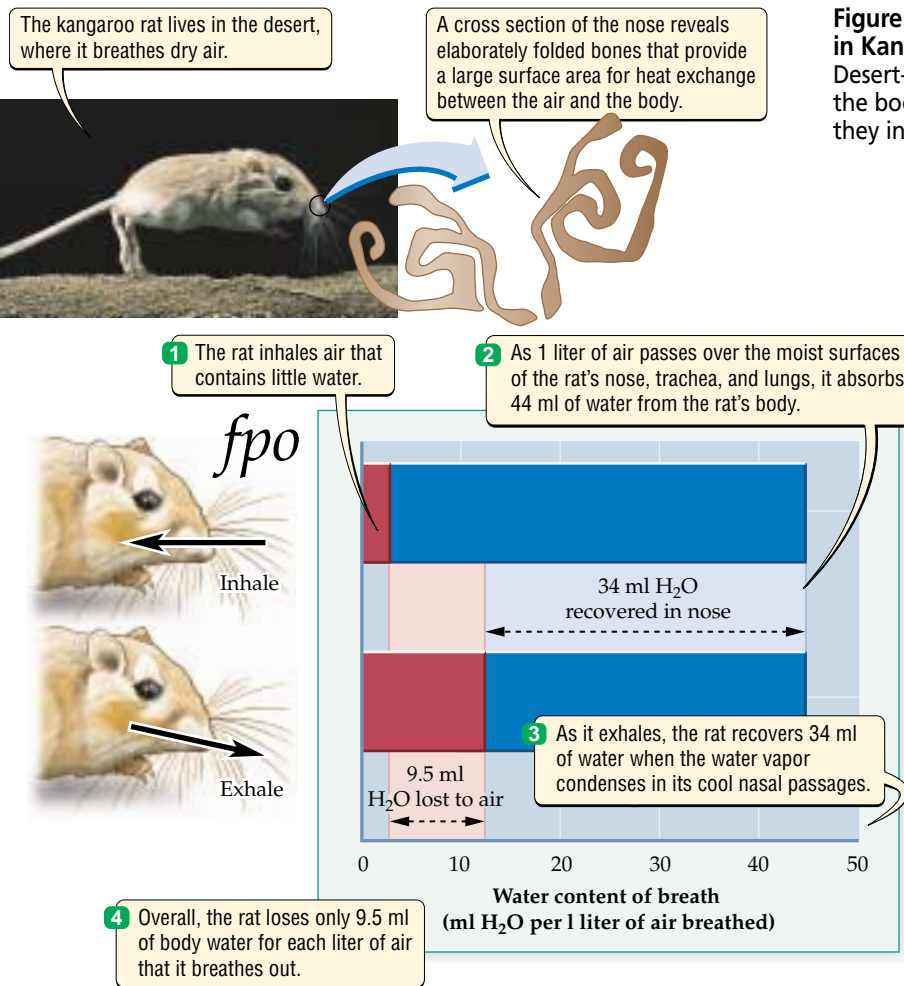 The kangaroo rat lives in the desert,
where it breathes dry air.
A cross section of the nose reveals
elaborately folded bones that provide
a large surface area for heat exchange
between the air and the body.
Figure
in Kan
Desert-
the bo
they in
1 The rat inhales air that
contains little water.
2 As 1 liter of air passes over the moist surfaces
of the rat's nose, trachea, and lungs, it absorbs
44 ml of water from the rat's body.
fpo
Inhale
34 ml H₂O
recovered in nose
Exhale
9.5 ml
H₂O lost to air
3 As it exhales, the rat recovers 34 ml
of water when the water vapor
condenses in its cool nasal passages.
0 10 20 30 40 50
Water content of breath
(ml H₂O per l liter of air breathed)
4 Overall, the rat loses only 9.5 ml
of body water for each liter of air
that it breathes out.